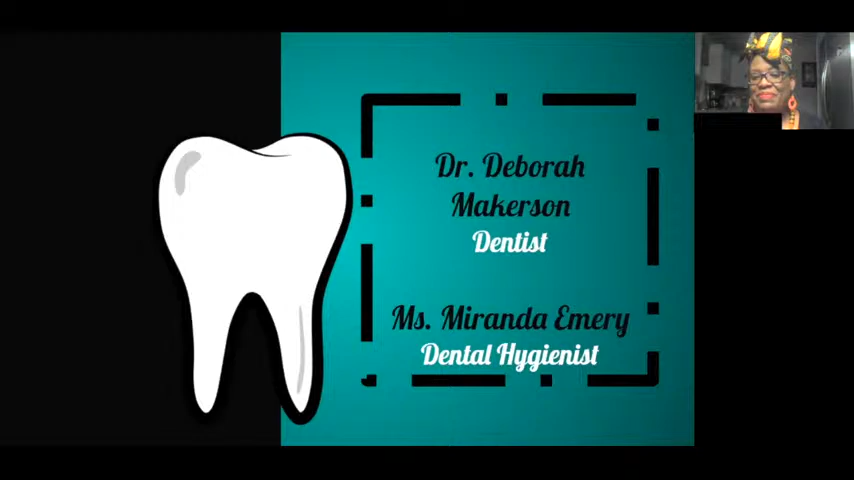 Dr. Deborah
Makerson
Dentist
Ms. Miranda Emery
Dental Hygienist